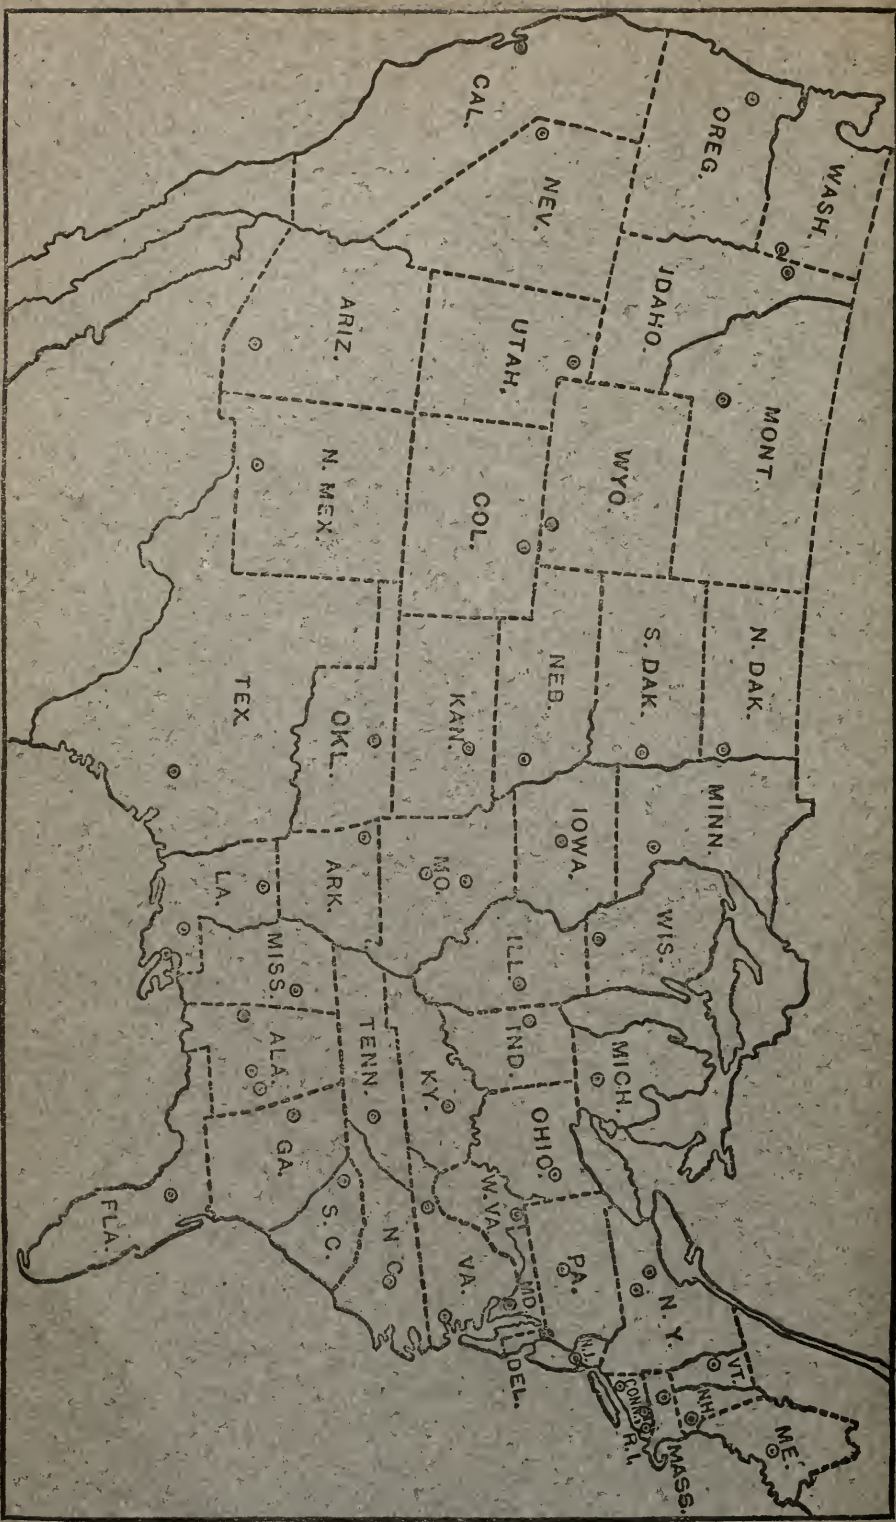 WASH.
OREG.
CAL.
NEV.
IDAHO.
MONT.
WYO.
UTAH,
ARIZ.
COL.
N. MEX.
N. DAK.
S. DAK.
NEB.
KAN.
OKL.
TEX.
MINN.
IOWA.
MO.
ARK.
LA.
WIS.
ILL.
MISS.
MICH.
IND.
KY.
TENN.
ALA.
OHIO.
W. VA.
VA.
N. C.
S. C.
GA.
FLA.
PA.
MD.
DEL.
N.J.
N. Y.
CONN.
R. I.
MASS.
VT.
N.H.
ME.